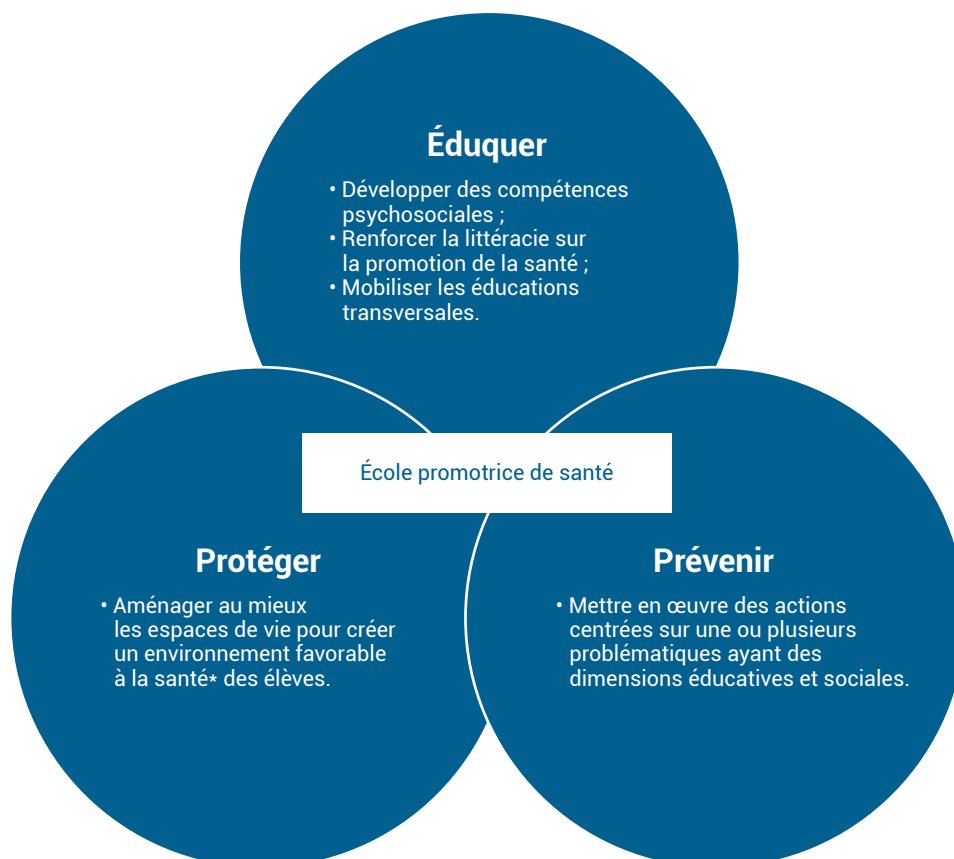 Éduquer
• Développer des compétences
psychosociales ;
• Renforcer la littéracie sur
la promotion de la santé ;
• Mobiliser les éducations
transversales.
École promotrice de santé
Protéger
• Aménager au mieux
les espaces de vie pour créer
un environnement favorable
à la santé* des élèves.
Prévenir
• Mettre en œuvre des actions
centrées sur une ou plusieurs
problématiques ayant des
dimensions éducatives et sociales.